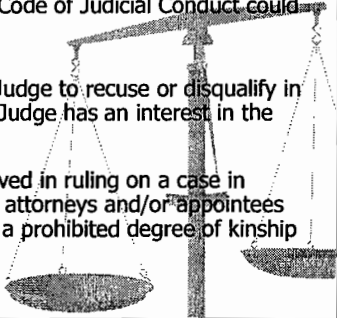 Code of Judicial Conduct could
Judge to recuse or disqualify in
Judge has an interest in the
ved in ruling on a case in
attorneys and/or appointees
a prohibited degree of kinship